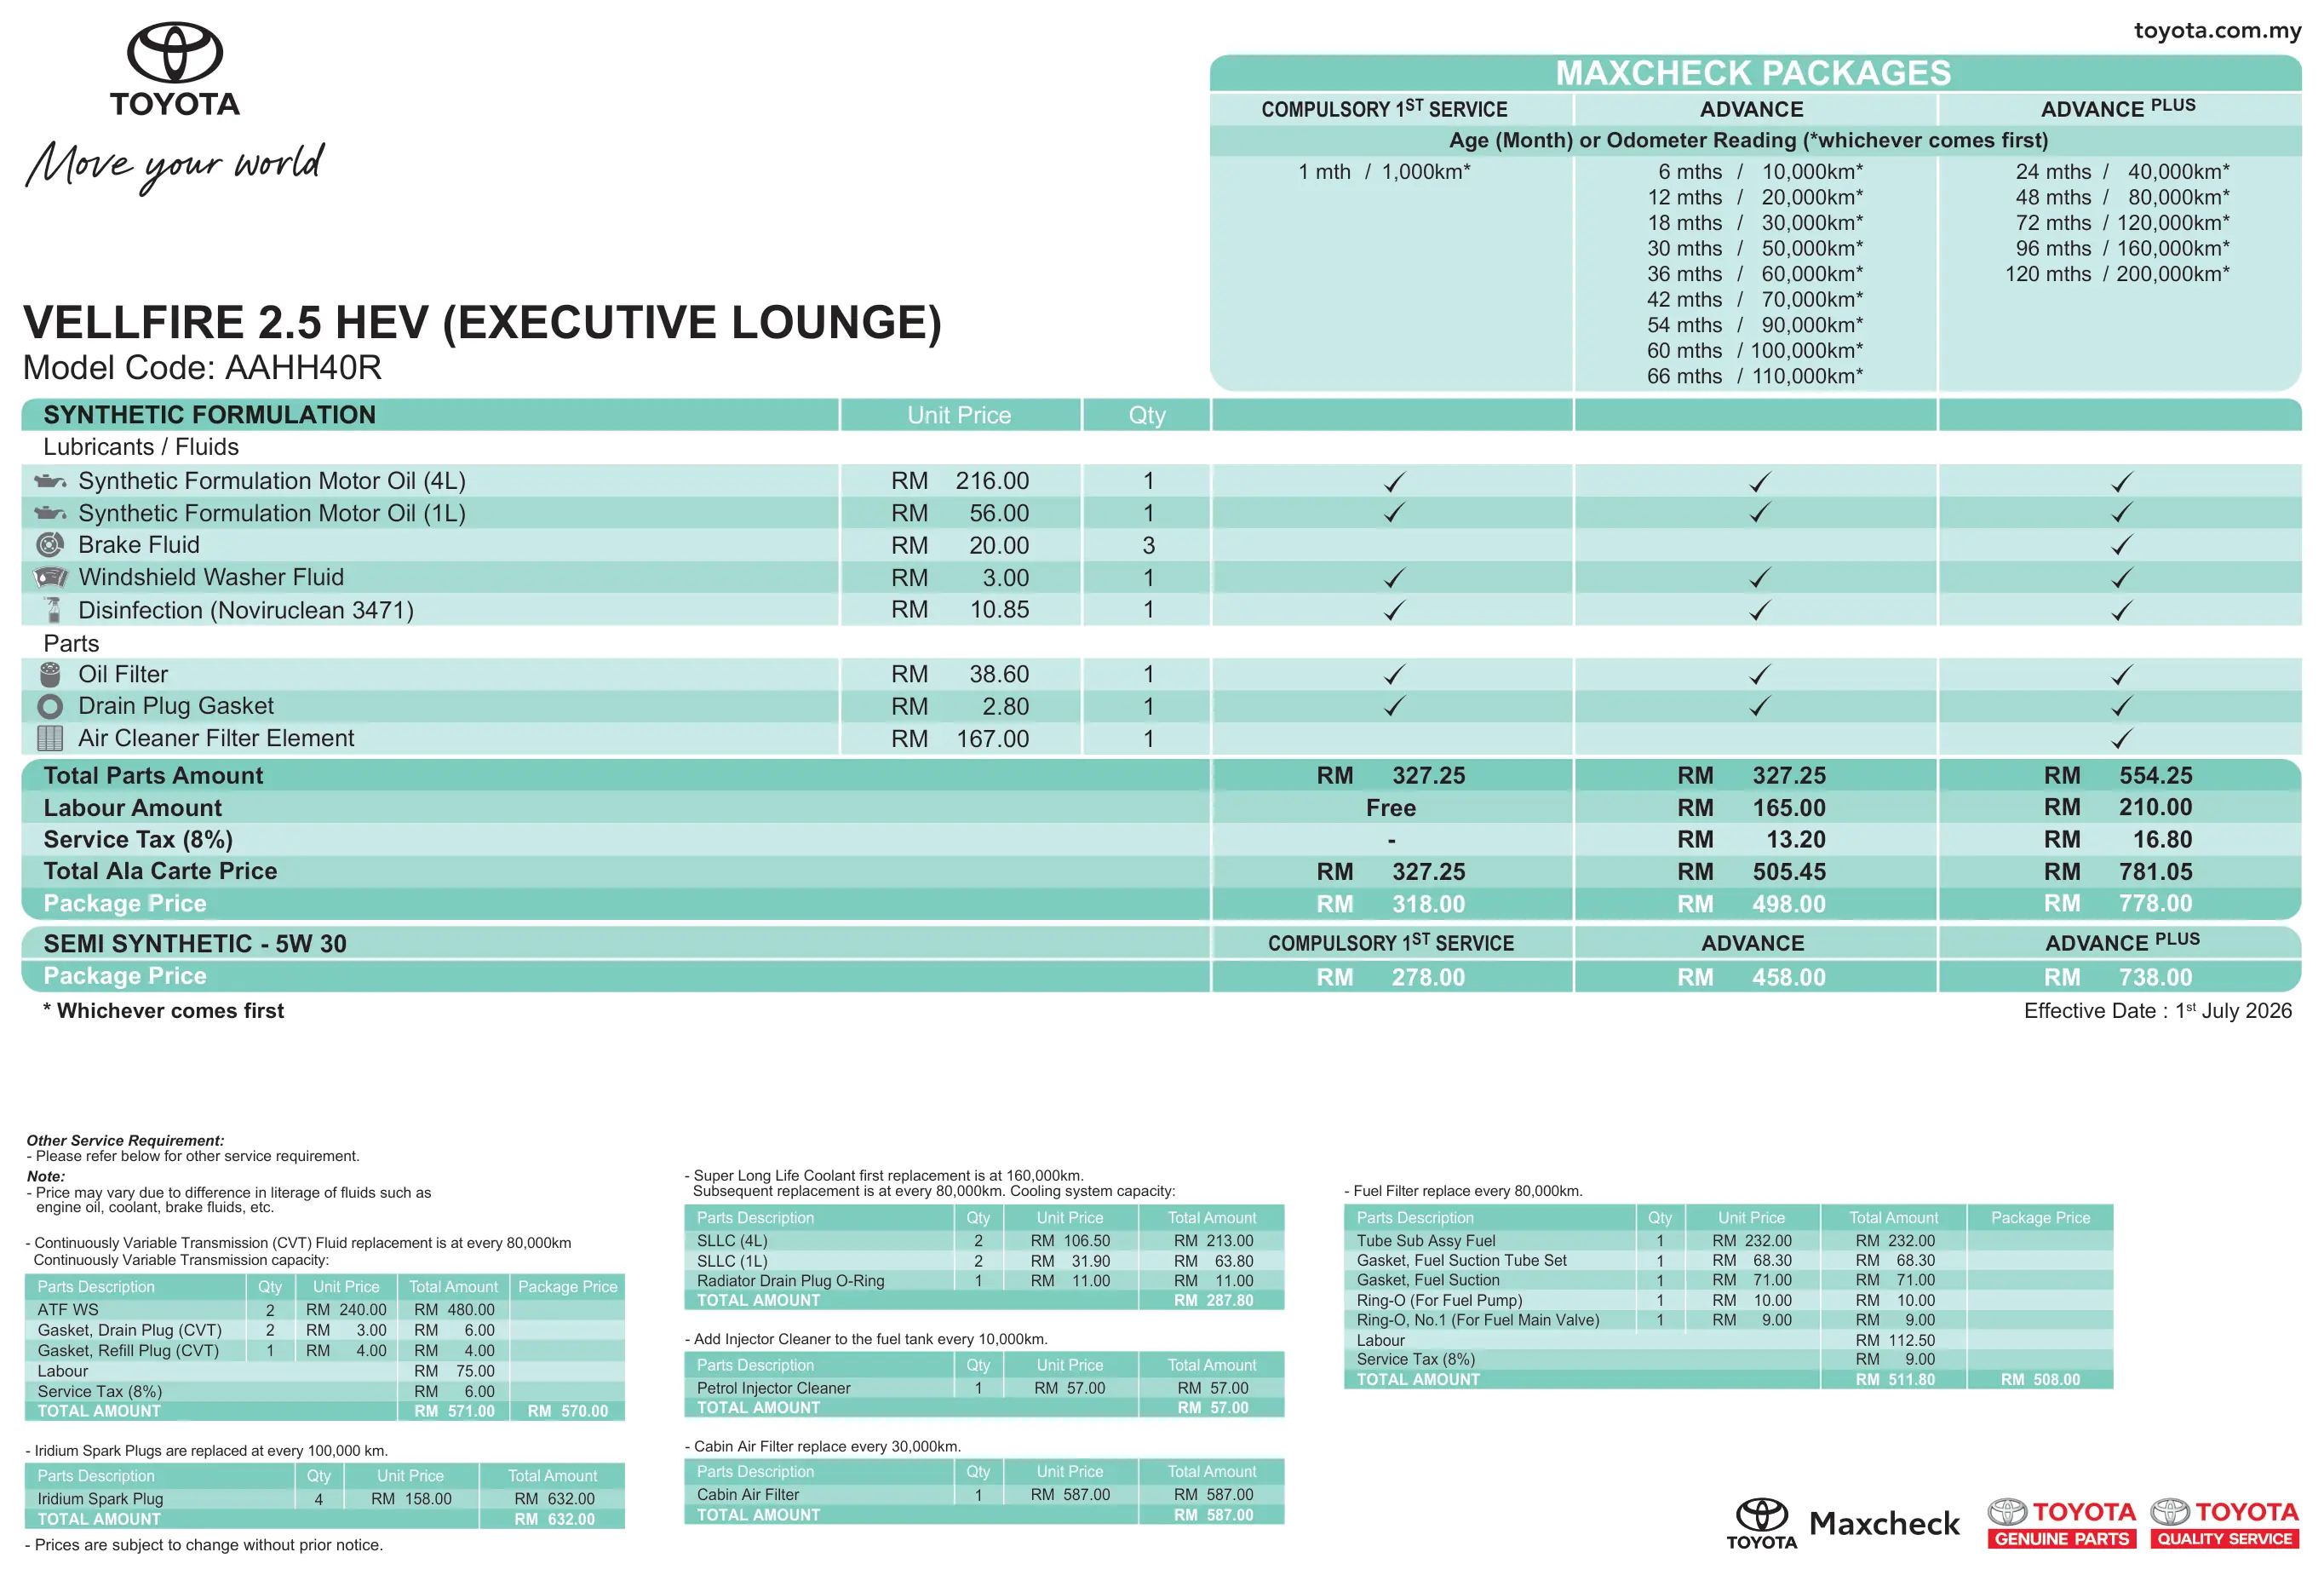 toyota.com.my
TOYOTA
Move your world
MAXCHECK PACKAGES
COMPULSORY 1ST SERVICE ADVANCE ADVANCE PLUS
Age (Month) or Odometer Reading (*whichever comes first)
1 mth / 1,000km* 6 mths / 10,000km* 24 mths / 40,000km*
12 mths / 20,000km* 48 mths / 80,000km*
18 mths / 30,000km* 72 mths / 120,000km*
30 mths / 50,000km* 96 mths / 160,000km*
36 mths / 60,000km* 120 mths / 200,000km*
42 mths / 70,000km*
54 mths / 90,000km*
60 mths / 100,000km*
66 mths / 110,000km*
VELLFIRE 2.5 HEV (EXECUTIVE LOUNGE)
Model Code: AAHH40R
SYNTHETIC FORMULATION Unit Price Qty
Lubricants / Fluids
Synthetic Formulation Motor Oil (4L) RM 216.00 1 ✓ ✓ ✓
Synthetic Formulation Motor Oil (1L) RM 56.00 1 ✓ ✓ ✓
Brake Fluid RM 20.00 3 ✓
Windshield Washer Fluid RM 3.00 1 ✓ ✓ ✓
Disinfection (Noviruclean 3471) RM 10.85 1 ✓ ✓ ✓
Parts
Oil Filter RM 38.60 1 ✓ ✓ ✓
Drain Plug Gasket RM 2.80 1 ✓ ✓ ✓
Air Cleaner Filter Element RM 167.00 1 ✓
Total Parts Amount RM 327.25 RM 327.25 RM 554.25
Labour Amount Free RM 165.00 RM 210.00
Service Tax (8%) - RM 13.20 RM 16.80
Total Ala Carte Price RM 327.25 RM 505.45 RM 781.05
Package Price RM 318.00 RM 498.00 RM 778.00
SEMI SYNTHETIC - 5W 30 COMPULSORY 1ST SERVICE ADVANCE ADVANCE PLUS
Package Price RM 278.00 RM 458.00 RM 738.00
* Whichever comes first Effective Date : 1st July 2026
Other Service Requirement:
- Please refer below for other service requirement.
Note:
- Price may vary due to difference in literage of fluids such as
engine oil, coolant, brake fluids, etc.
- Continuously Variable Transmission (CVT) Fluid replacement is at every 80,000km
Continuously Variable Transmission capacity:
Parts Description Qty Unit Price Total Amount Package Price
ATF WS 2 RM 240.00 RM 480.00
Gasket, Drain Plug (CVT) 2 RM 3.00 RM 6.00
Gasket, Refill Plug (CVT) 1 RM 4.00 RM 4.00
Labour RM 75.00
Service Tax (8%) RM 6.00
TOTAL AMOUNT RM 571.00 RM 570.00
- Iridium Spark Plugs are replaced at every 100,000 km.
Parts Description Qty Unit Price Total Amount
Iridium Spark Plug 4 RM 158.00 RM 632.00
TOTAL AMOUNT RM 632.00
- Prices are subject to change without prior notice.
- Super Long Life Coolant first replacement is at 160,000km.
Subsequent replacement is at every 80,000km. Cooling system capacity:
Parts Description Qty Unit Price Total Amount
SLLC (4L) 2 RM 106.50 RM 213.00
SLLC (1L) 2 RM 31.90 RM 63.80
Radiator Drain Plug O-Ring 1 RM 11.00 RM 11.00
TOTAL AMOUNT RM 287.80
- Add Injector Cleaner to the fuel tank every 10,000km.
Parts Description Qty Unit Price Total Amount
Petrol Injector Cleaner 1 RM 57.00 RM 57.00
TOTAL AMOUNT RM 57.00
- Cabin Air Filter replace every 30,000km.
Parts Description Qty Unit Price Total Amount
Cabin Air Filter 1 RM 587.00 RM 587.00
TOTAL AMOUNT RM 587.00
- Fuel Filter replace every 80,000km.
Parts Description Qty Unit Price Total Amount Package Price
Tube Sub Assy Fuel 1 RM 232.00 RM 232.00
Gasket, Fuel Suction Tube Set 1 RM 68.30 RM 68.30
Gasket, Fuel Suction 1 RM 71.00 RM 71.00
Ring-O (For Fuel Pump) 1 RM 10.00 RM 10.00
Ring-O, No.1 (For Fuel Main Valve) 1 RM 9.00 RM 9.00
Labour RM 112.50
Service Tax (8%) RM 9.00
TOTAL AMOUNT RM 511.80 RM 508.00
TOYOTA Maxcheck
TOYOTA GENUINE PARTS
TOYOTA QUALITY SERVICE